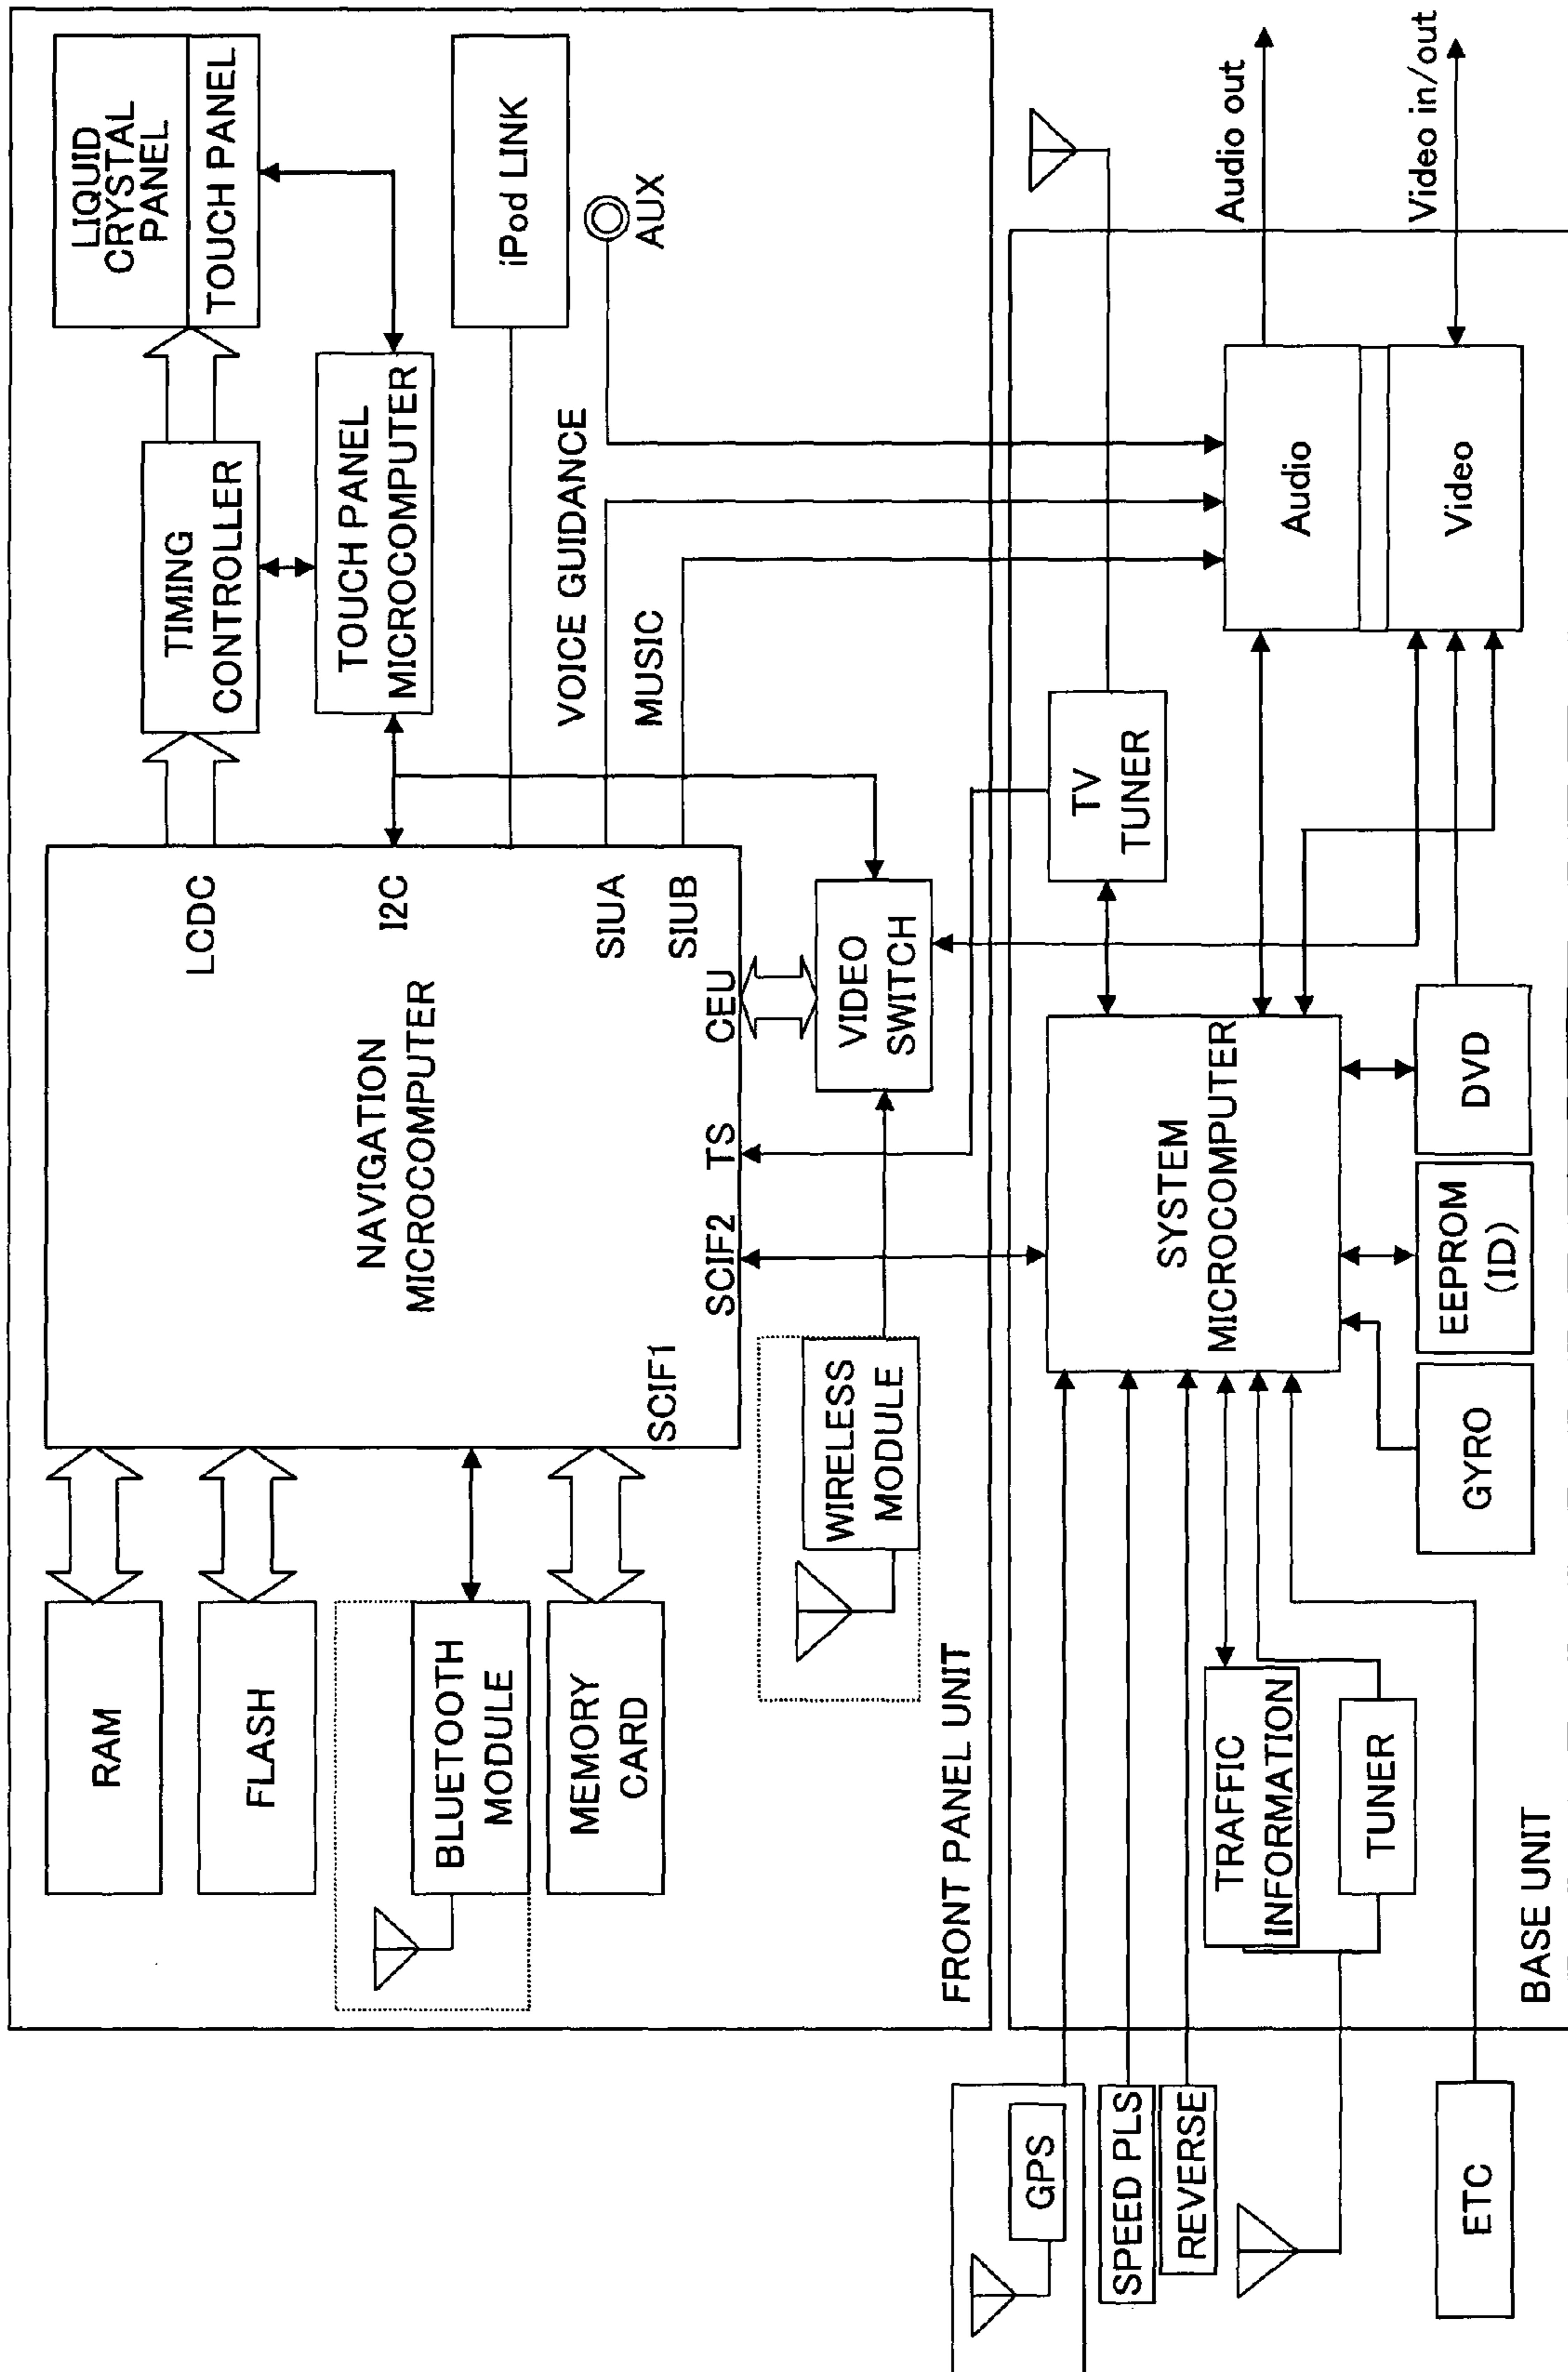 LIQUID
CRYSTAL
PANEL
TOUCH PANEL
TIMING
CONTROLLER
TOUCH PANEL
MICROCOMPUTER
iPod LINK
AUX
VOICE GUIDANCE
MUSIC
RAM
FLASH
BLUETOOTH
MODULE
MEMORY
CARD
NAVIGATION
MICROCOMPUTER
LCDC
I2C
SIUA
SIUB
CEU
TS
SCIF2
SCIF1
VIDEO
SWITCH
WIRELESS
MODULE
FRONT PANEL UNIT
GPS
SPEED PLS
REVERSE
ETC
TRAFFIC
INFORMATION
TUNER
SYSTEM
MICROCOMPUTER
TV
TUNER
GYRO
EEPROM
(ID)
DVD
Audio
Video
Audio out
Video in/out
BASE UNIT